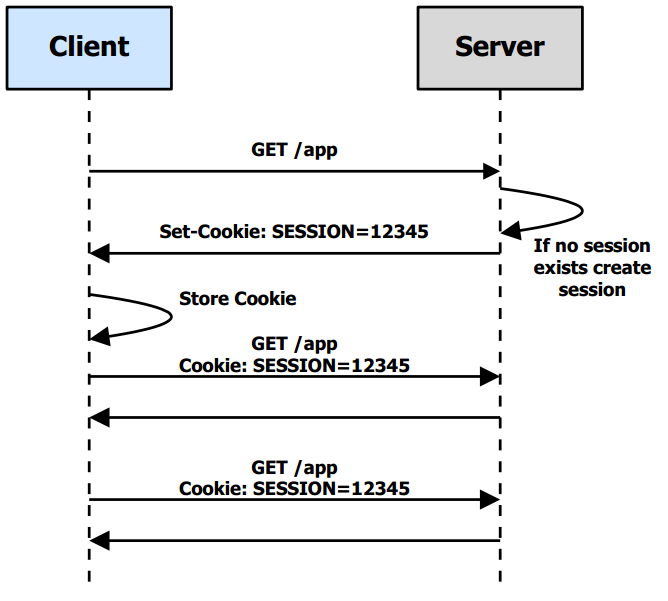 Client
Server
GET /app
Set-Cookie: SESSION=12345
If no session
exists create
session
Store Cookie
GET /app
Cookie: SESSION=12345
GET /app
Cookie: SESSION=12345